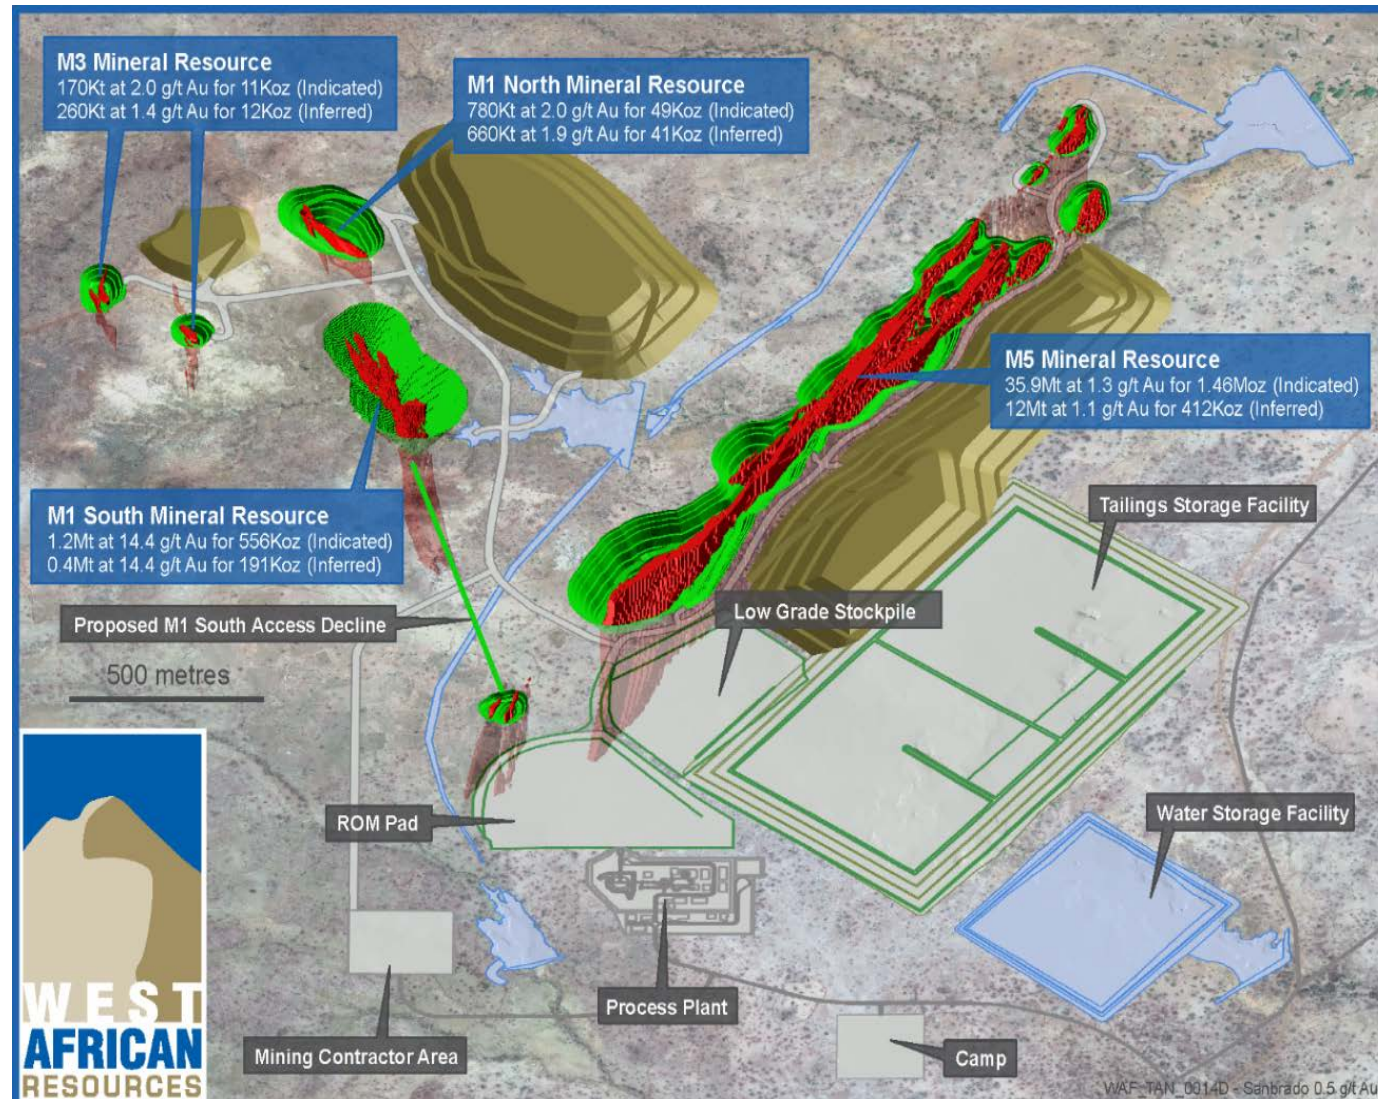 M3 Mineral Resource
170Kt at 2.0 g/t Au for 11Koz (Indicated)
260Kt at 1.4 g/t Au for 12Koz (Inferred)
M1 North Mineral Resource
780Kt at 2.0 g/t Au for 49Koz (Indicated)
660Kt at 1.9 g/t Au for 41Koz (Inferred)
M5 Mineral Resource
35.9Mt at 1.3 g/t Au for 1.46Moz (Indicated)
12Mt at 1.1 g/t Au for 412Koz (Inferred)
M1 South Mineral Resource
1.2Mt at 14.4 g/t Au for 556Koz (Indicated)
0.4Mt at 14.4 g/t Au for 191Koz (Inferred)
Tailings Storage Facility
Low Grade Stockpile
Proposed M1 South Access Decline
500 metres
ROM Pad
Water Storage Facility
Process Plant
Mining Contractor Area
Camp
WEST
AFRICAN
RESOURCES
WAF_TAN_0014D - Sanbrado 0.5 g/t Au